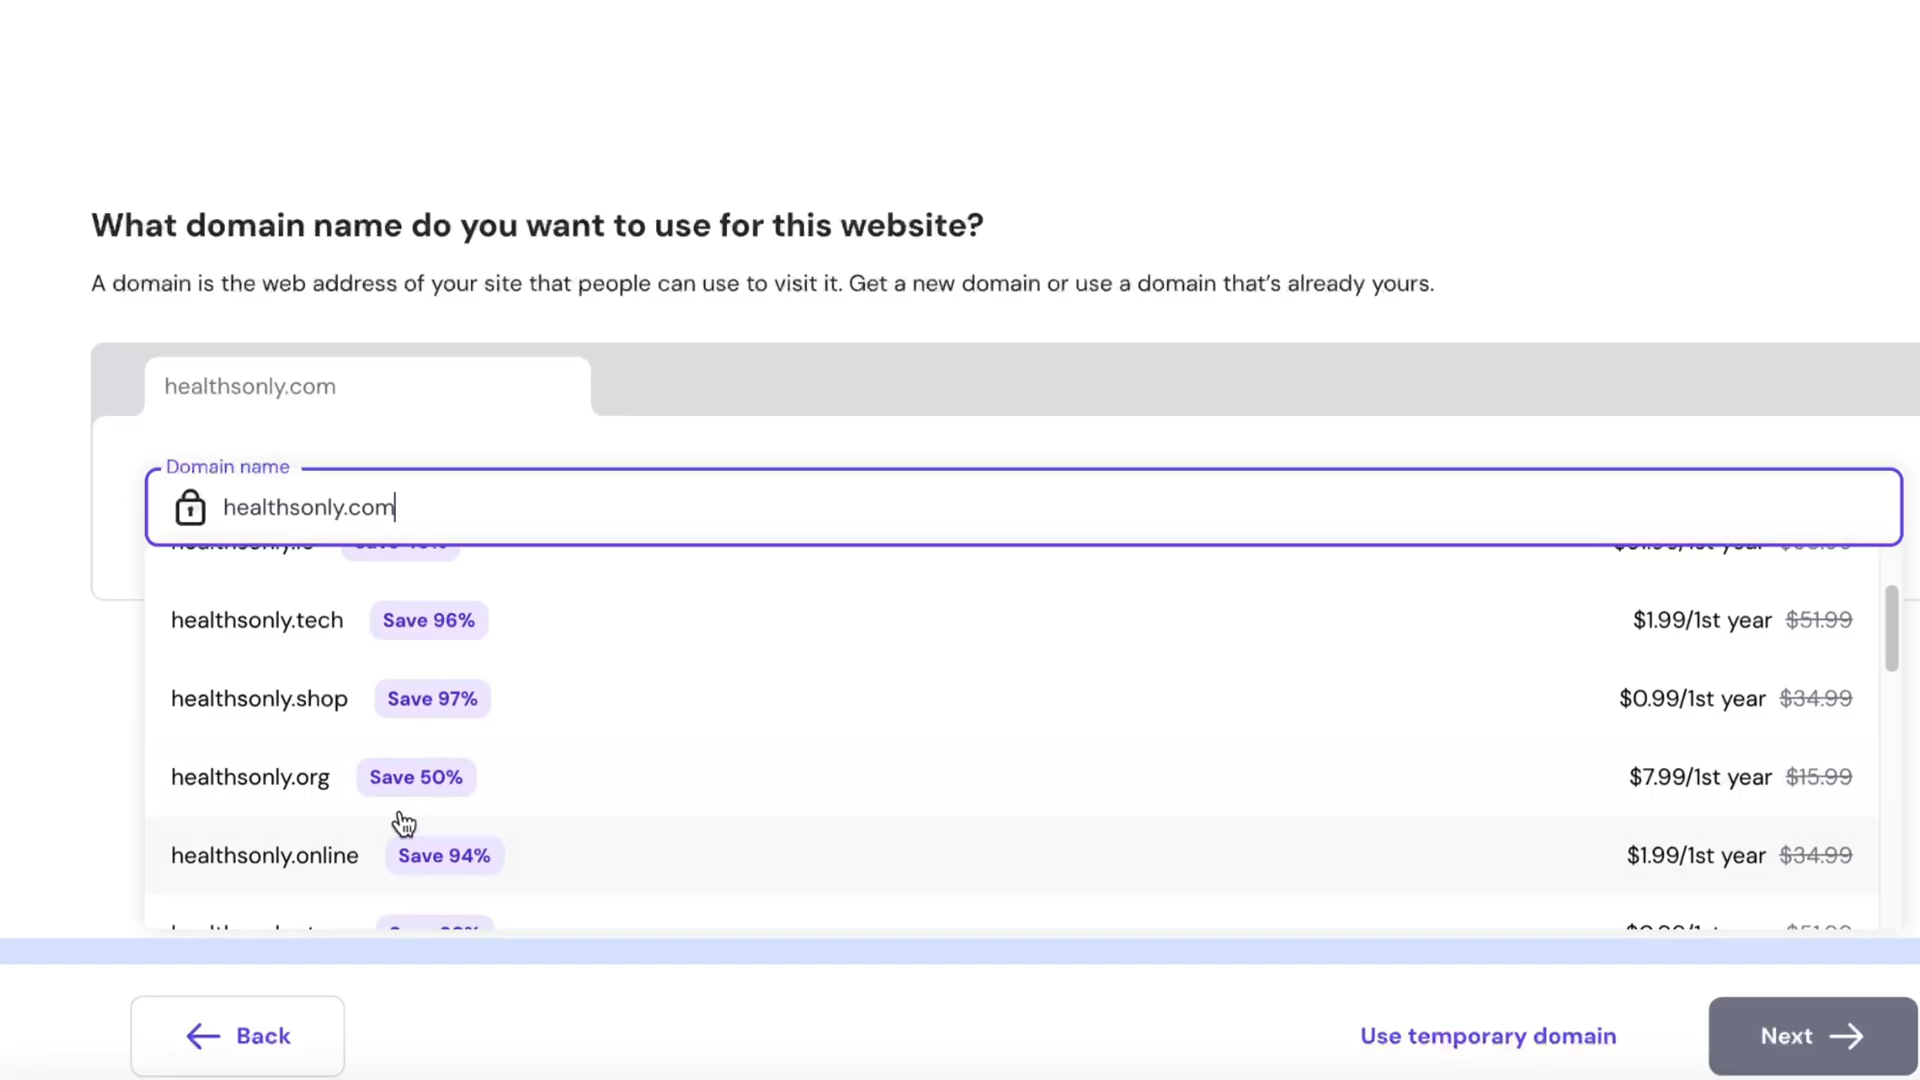 What domain name do you want to use for this website?
A domain is the web address of your site that people can use to visit it. Get a new domain or use a domain that's already yours.
healthsonly.com
Domain name
healthsonly.com
healthsonly.tech Save 96% $1.99/1st year $51.99
healthsonly.shop Save 97% $0.99/1st year $34.99
healthsonly.org Save 50% $7.99/1st year $15.99
healthsonly.online Save 94% $1.99/1st year $34.99
Back Use temporary domain Next